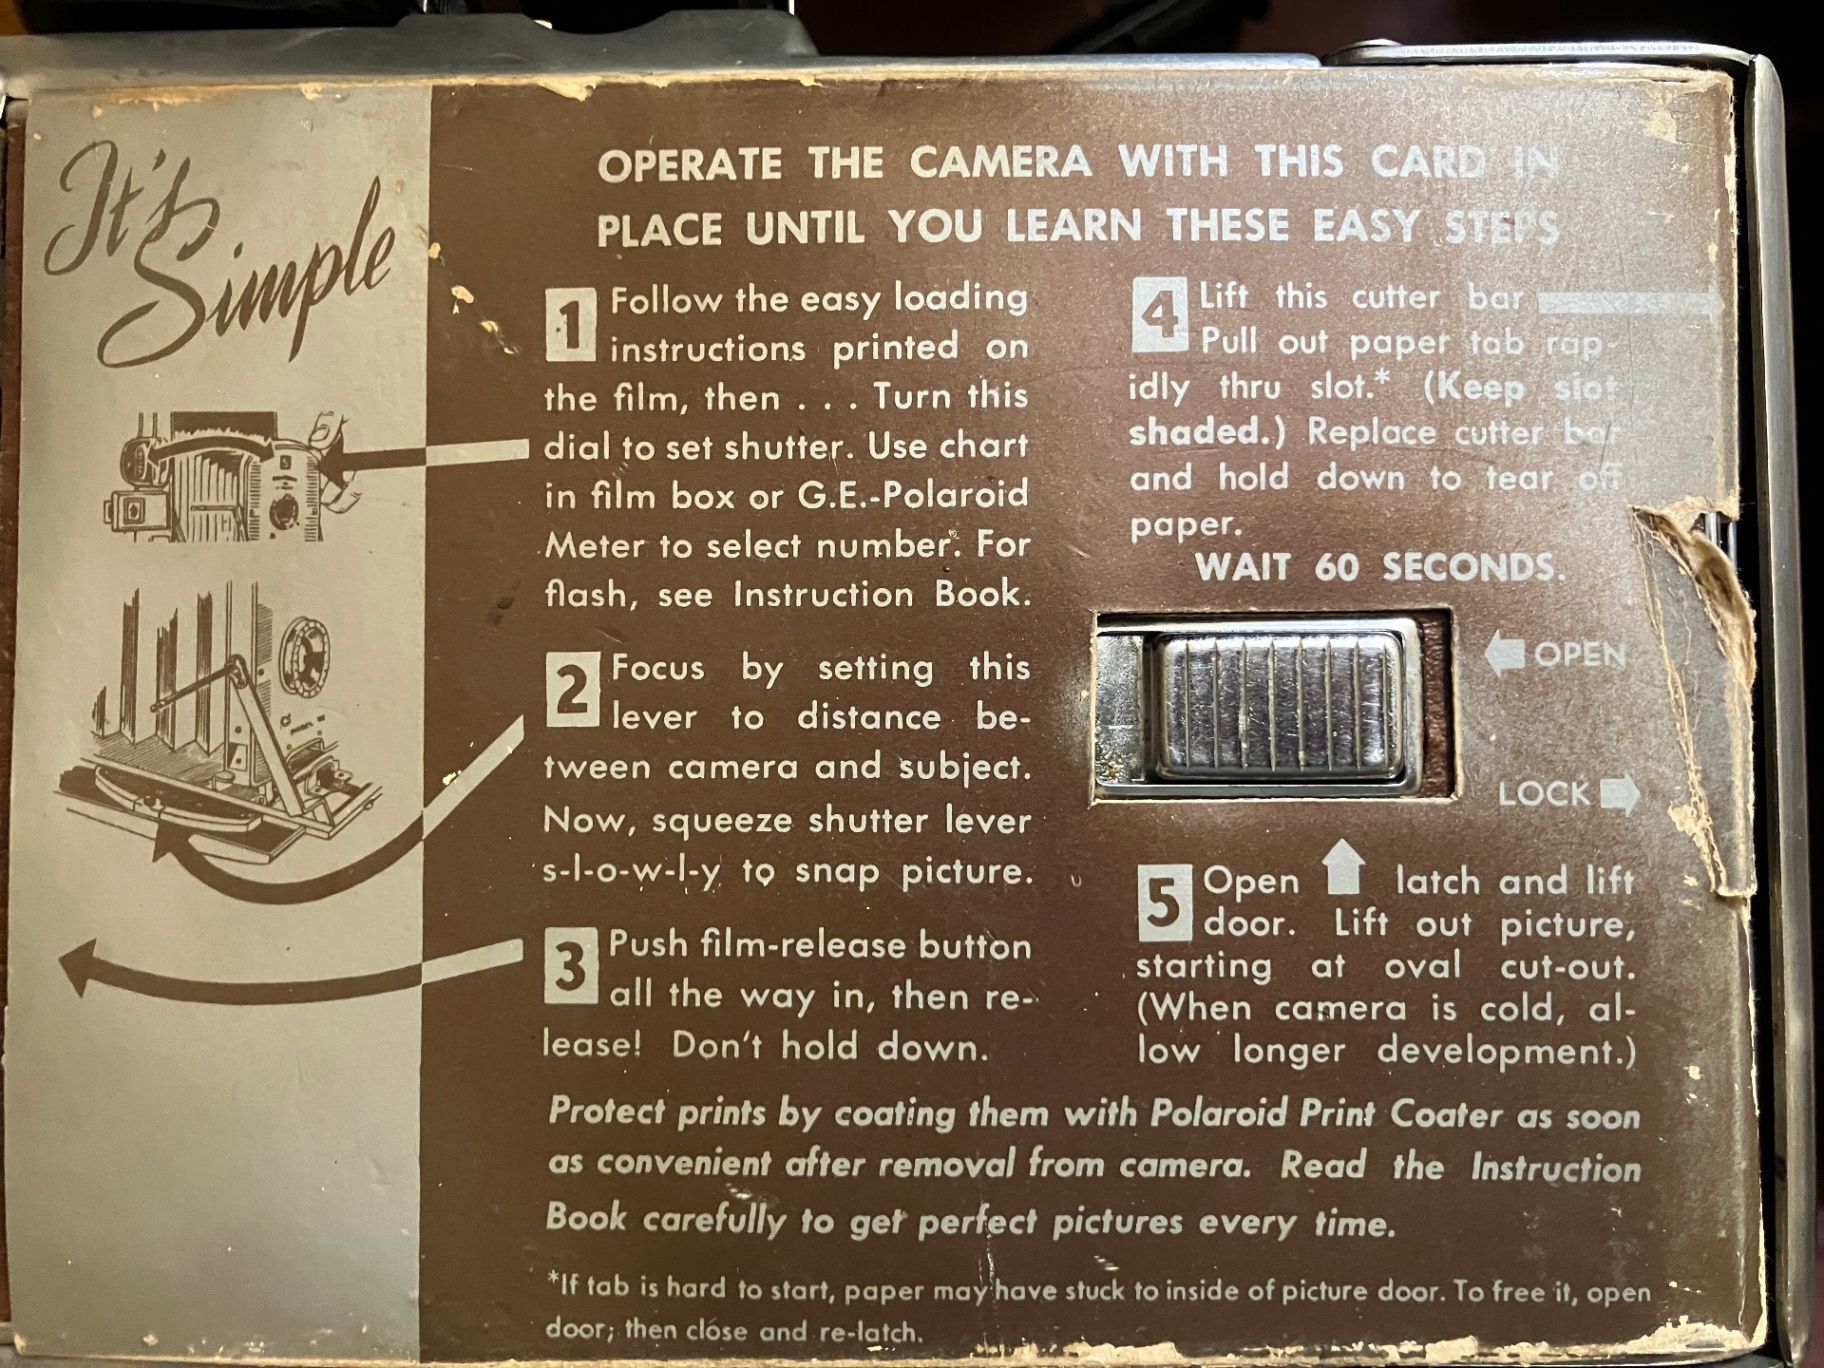 It's
Simple
OPERATE THE CAMERA WITH THIS CARD IN
PLACE UNTIL YOU LEARN THESE EASY STEPS
1 Follow the easy loading
instructions printed on
the film, then . . . Turn this
dial to set shutter. Use chart
in film box or G.E.-Polaroid
Meter to select number. For
flash, see Instruction Book.
2 Focus by setting this
lever to distance be-
tween camera and subject.
Now, squeeze shutter lever
s-l-o-w-l-y to snap picture.
3 Push film-release button
all the way in, then re-
lease! Don't hold down.
4 Lift this cutter bar
Pull out paper tab rap-
idly thru slot.* (Keep slot
shaded.) Replace cutter bar
and hold down to tear off
paper.
WAIT 60 SECONDS.
OPEN
LOCK
5 Open latch and lift
door. Lift out picture,
starting at oval cut-out.
(When camera is cold, al-
low longer development.)
Protect prints by coating them with Polaroid Print Coater as soon
as convenient after removal from camera. Read the Instruction
Book carefully to get perfect pictures every time.
*If tab is hard to start, paper may have stuck to inside of picture door. To free it, open
door; then close and re-latch.